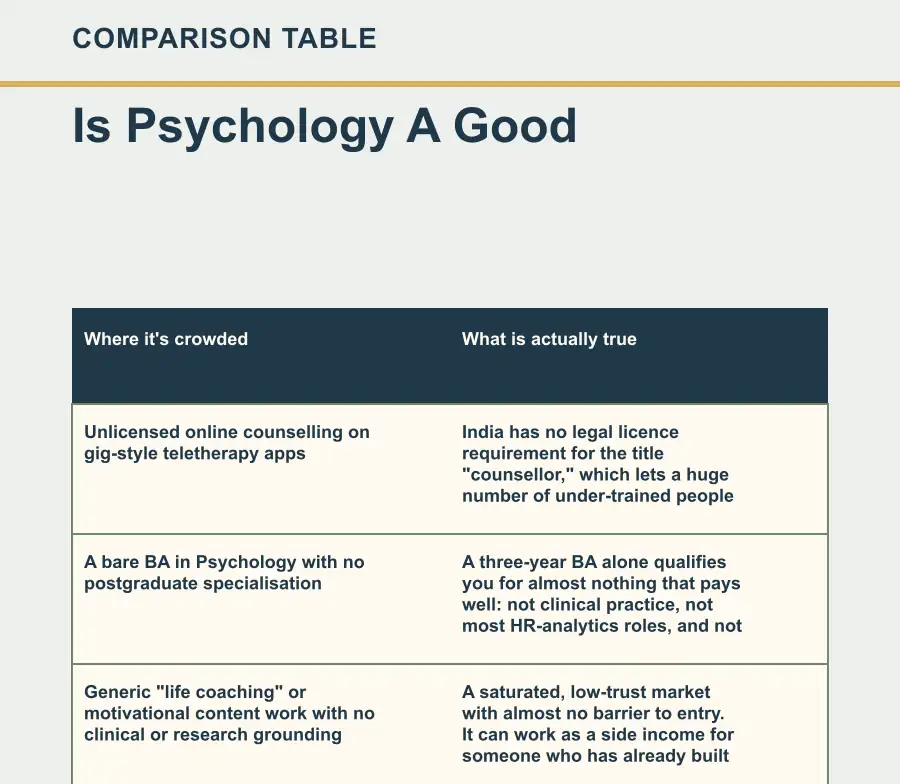 COMPARISON TABLE
Is Psychology A Good
Where it's crowded
What is actually true
Unlicensed online counselling on
gig-style teletherapy apps
India has no legal licence
requirement for the title
"counsellor," which lets a huge
number of under-trained people
A bare BA in Psychology with no
postgraduate specialisation
A three-year BA alone qualifies
you for almost nothing that pays
well: not clinical practice, not
most HR-analytics roles, and not
Generic "life coaching" or
motivational content work with no
clinical or research grounding
A saturated, low-trust market
with almost no barrier to entry.
It can work as a side income for
someone who has already built